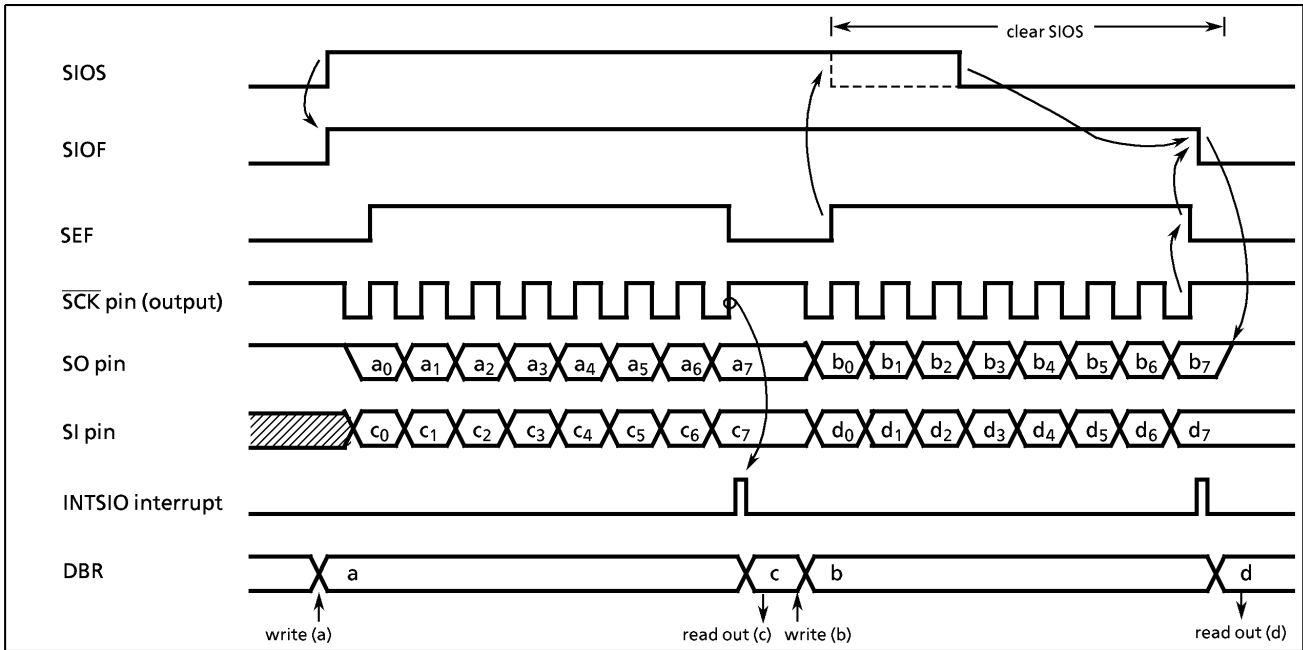 clear SIOS
SIOS
SIOF
SEF
SCK pin (output)
SO pin a0 a1 a2 a3 a4 a5 a6 a7 b0 b1 b2 b3 b4 b5 b6 b7
SI pin c0 c1 c2 c3 c4 c5 c6 c7 d0 d1 d2 d3 d4 d5 d6 d7
INTSIO interrupt
DBR a c b d
write (a) read out (c) write (b) read out (d)